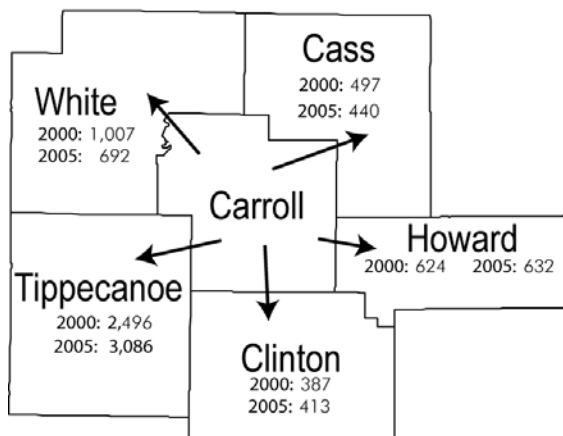 Cass
2000: 497
2005: 440
White
2000: 1,007
2005: 692
Carroll
Howard
2000: 624 2005: 632
Tippecanoe
2000: 2,496
2005: 3,086
Clinton
2000: 387
2005: 413